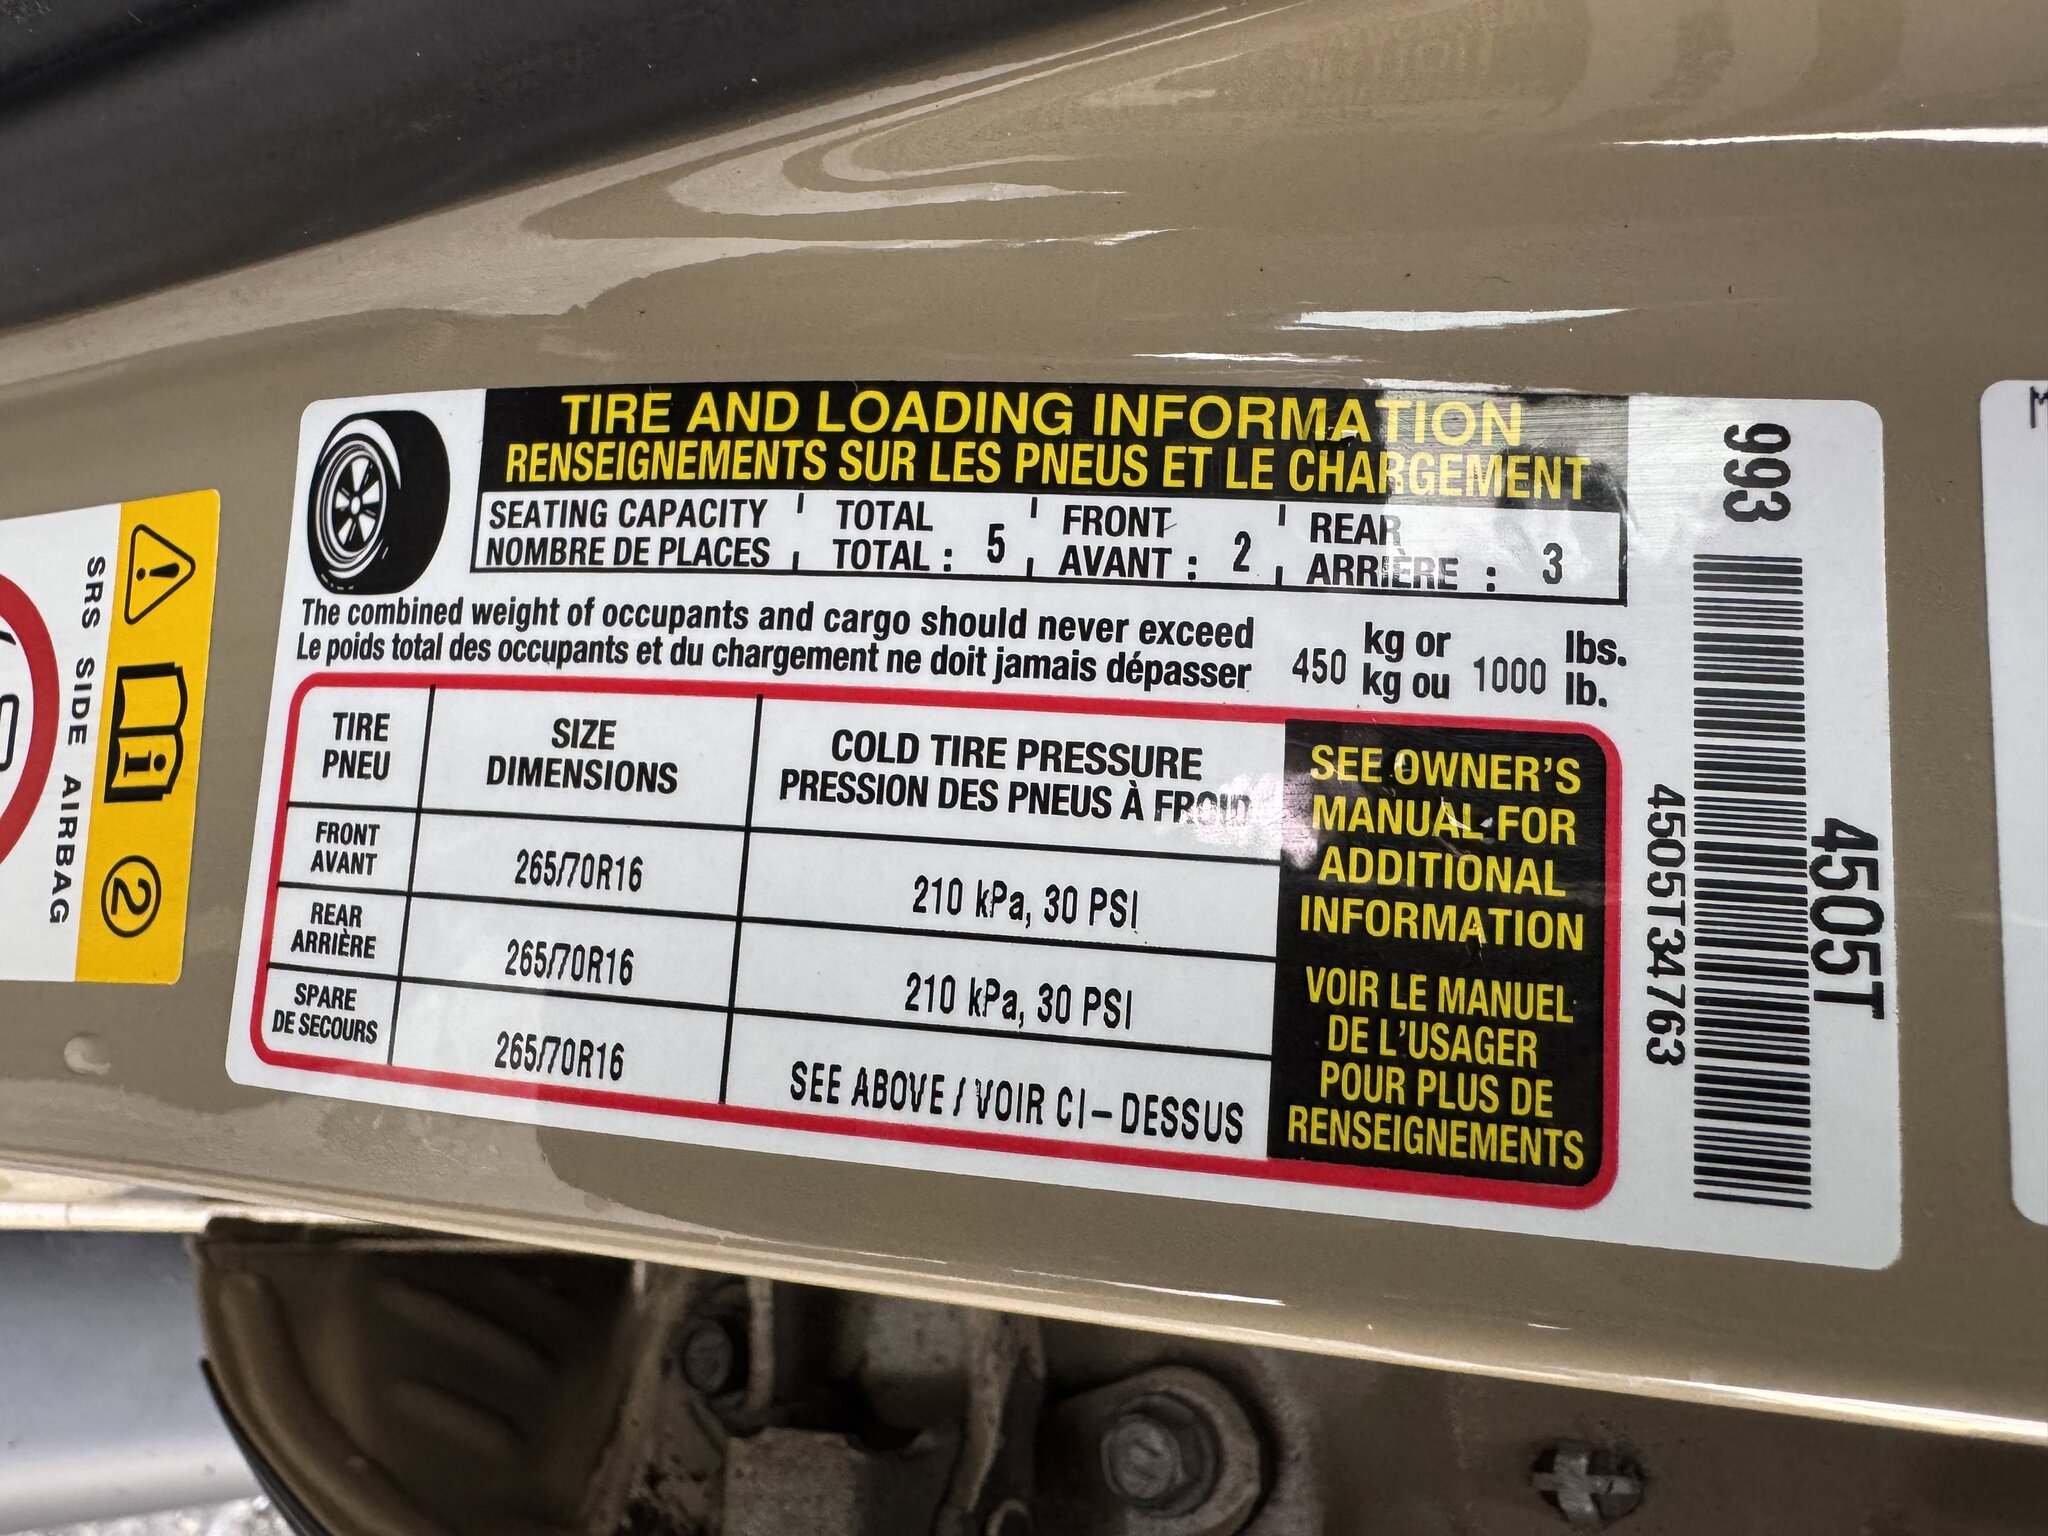 TIRE AND LOADING INFORMATION
RENSEIGNEMENTS SUR LES PNEUS ET LE CHARGEMENT
SEATING CAPACITY TOTAL FRONT REAR
NOMBRE DE PLACES TOTAL : 5 AVANT : 2 ARRIÈRE : 3
The combined weight of occupants and cargo should never exceed 450 kg or 1000 lbs.
Le poids total des occupants et du chargement ne doit jamais dépasser kg ou lb.
TIRE
PNEU
SIZE
DIMENSIONS
COLD TIRE PRESSURE
PRESSION DES PNEUS À FROID
FRONT
AVANT
265/70R16
210 kPa, 30 PSI
REAR
ARRIÈRE
265/70R16
210 kPa, 30 PSI
SPARE
DE SECOURS
265/70R16
SEE ABOVE / VOIR CI-DESSUS
SEE OWNER'S
MANUAL FOR
ADDITIONAL
INFORMATION
VOIR LE MANUEL
DE L'USAGER
POUR PLUS DE
RENSEIGNEMENTS
993
4505T34763
4505T
SRS SIDE AIRBAG
2